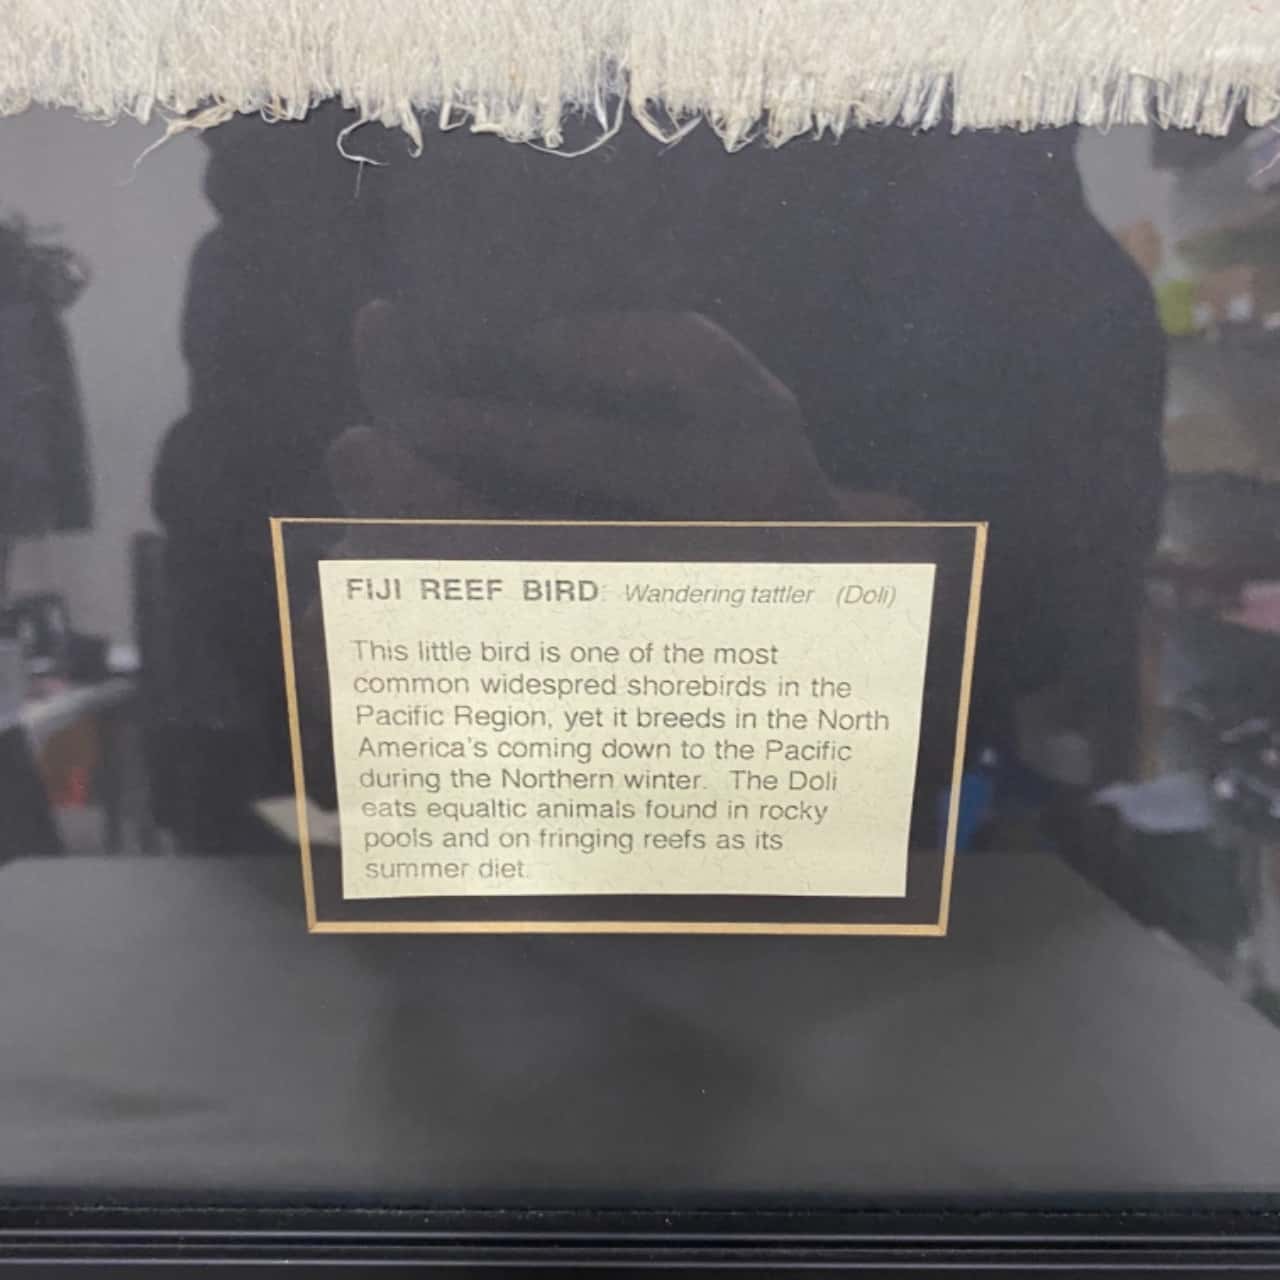 FIJI REEF BIRD: Wandering tattler (Doli)
This little bird is one of the most
common widespred shorebirds in the
Pacific Region, yet it breeds in the North
America's coming down to the Pacific
during the Northern winter. The Doli
eats equaltic animals found in rocky
pools and on fringing reefs as its
summer diet.